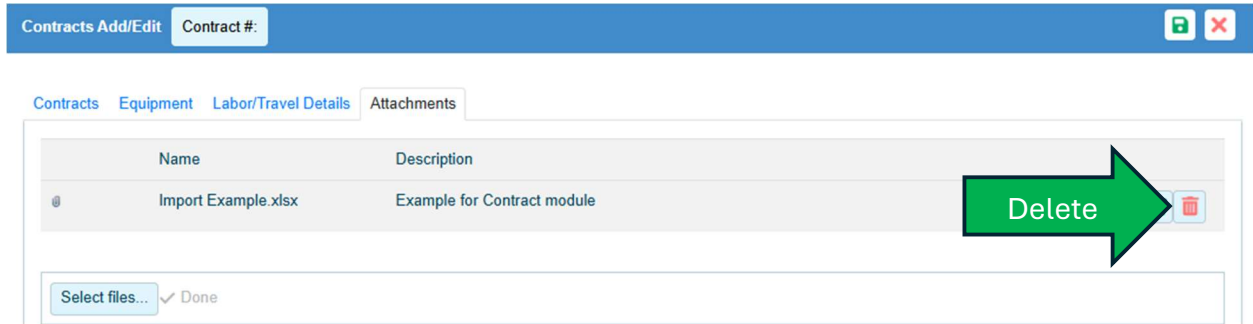 Contracts Add/Edit Contract #:
Contracts Equipment Labor/Travel Details Attachments
Name Description
Import Example.xlsx Example for Contract module Delete
Select files... Done